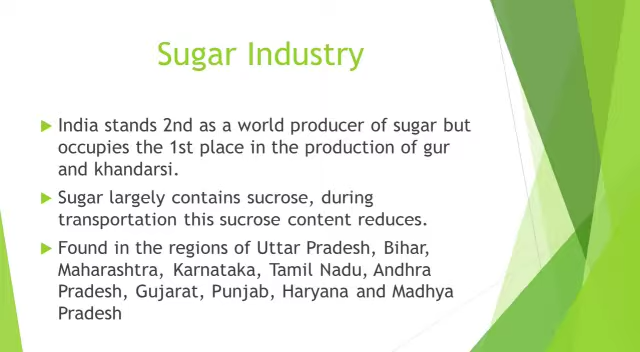 Sugar Industry
India stands 2nd as a world producer of sugar but
occupies the 1st place in the production of gur
and khandarsi.
Sugar largely contains sucrose, during
transportation this sucrose content reduces.
Found in the regions of Uttar Pradesh, Bihar,
Maharashtra, Karnataka, Tamil Nadu, Andhra
Pradesh, Gujarat, Punjab, Haryana and Madhya
Pradesh